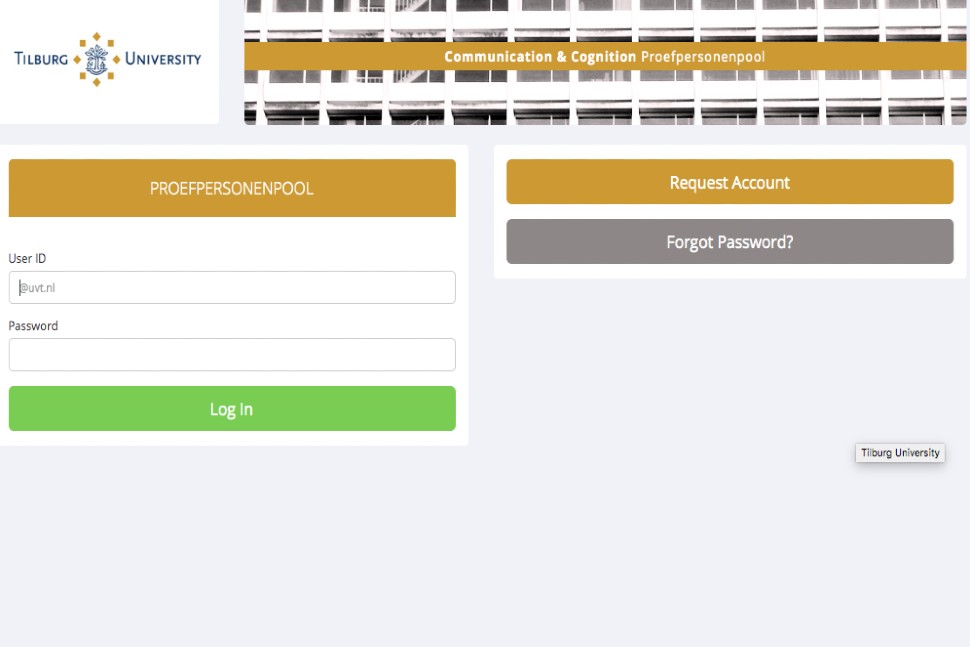 TILBURG UNIVERSITY
Communication & Cognition Proefpersonenpool
PROEFPERSONENPOOL
User ID
@uvt.nl
Password
Log In
Request Account
Forgot Password?
Tilburg University